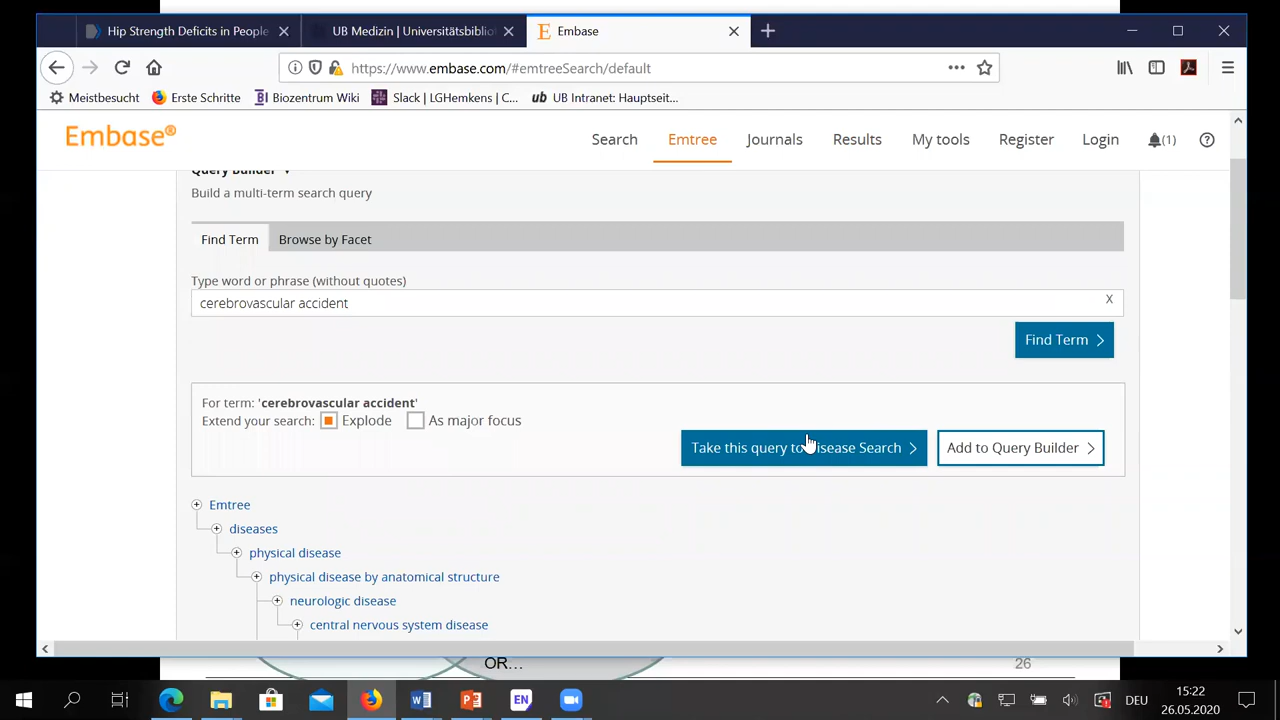 Hip Strength Deficits in People
UB Medizin | Universitätsbiblio
Embase
https://www.embase.com/#emtreeSearch/default
Meistbesucht
Erste Schritte
Biozentrum Wiki
Slack | LGHemkens | C...
ub UB Intranet: Hauptseit...
Embase®
Search
Emtree
Journals
Results
My tools
Register
Login
(1)
Query Builder
Build a multi-term search query
Find Term
Browse by Facet
Type word or phrase (without quotes)
cerebrovascular accident
X
Find Term
For term: 'cerebrovascular accident'
Extend your search: Explode As major focus
Take this query to Disease Search
Add to Query Builder
Emtree
diseases
physical disease
physical disease by anatomical structure
neurologic disease
central nervous system disease
OR...
26
DEU
15:22
26.05.2020